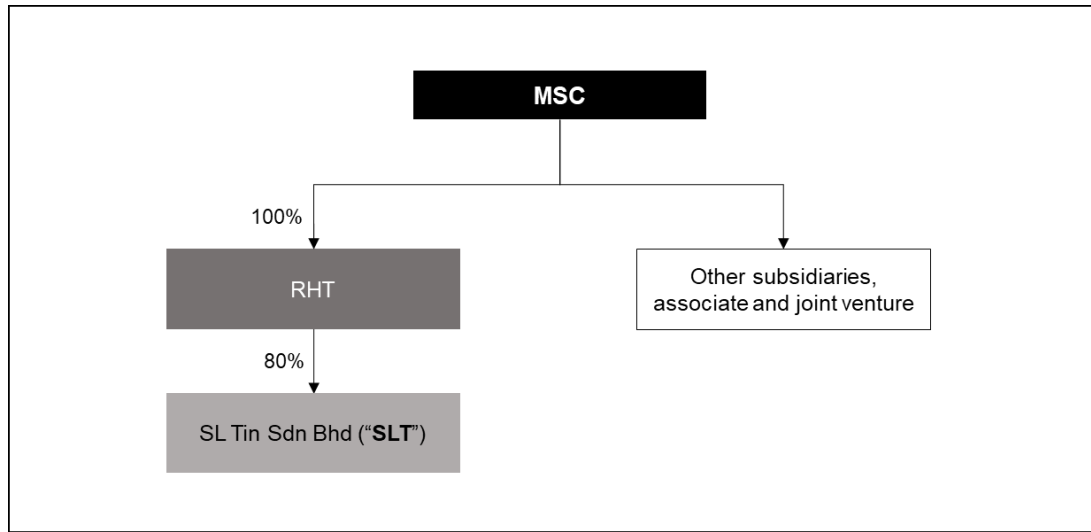 MSC
100%
RHT
Other subsidiaries,
associate and joint venture
80%
SL Tin Sdn Bhd (“SLT”)